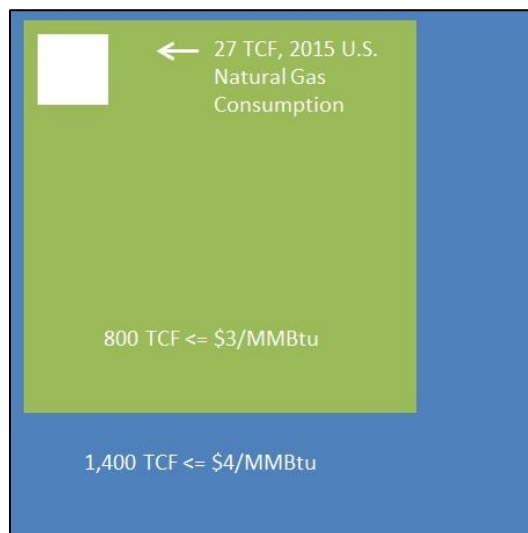 27 TCF, 2015 U.S.
Natural Gas
Consumption
800 TCF <= $3/MMBtu
1,400 TCF <= $4/MMBtu